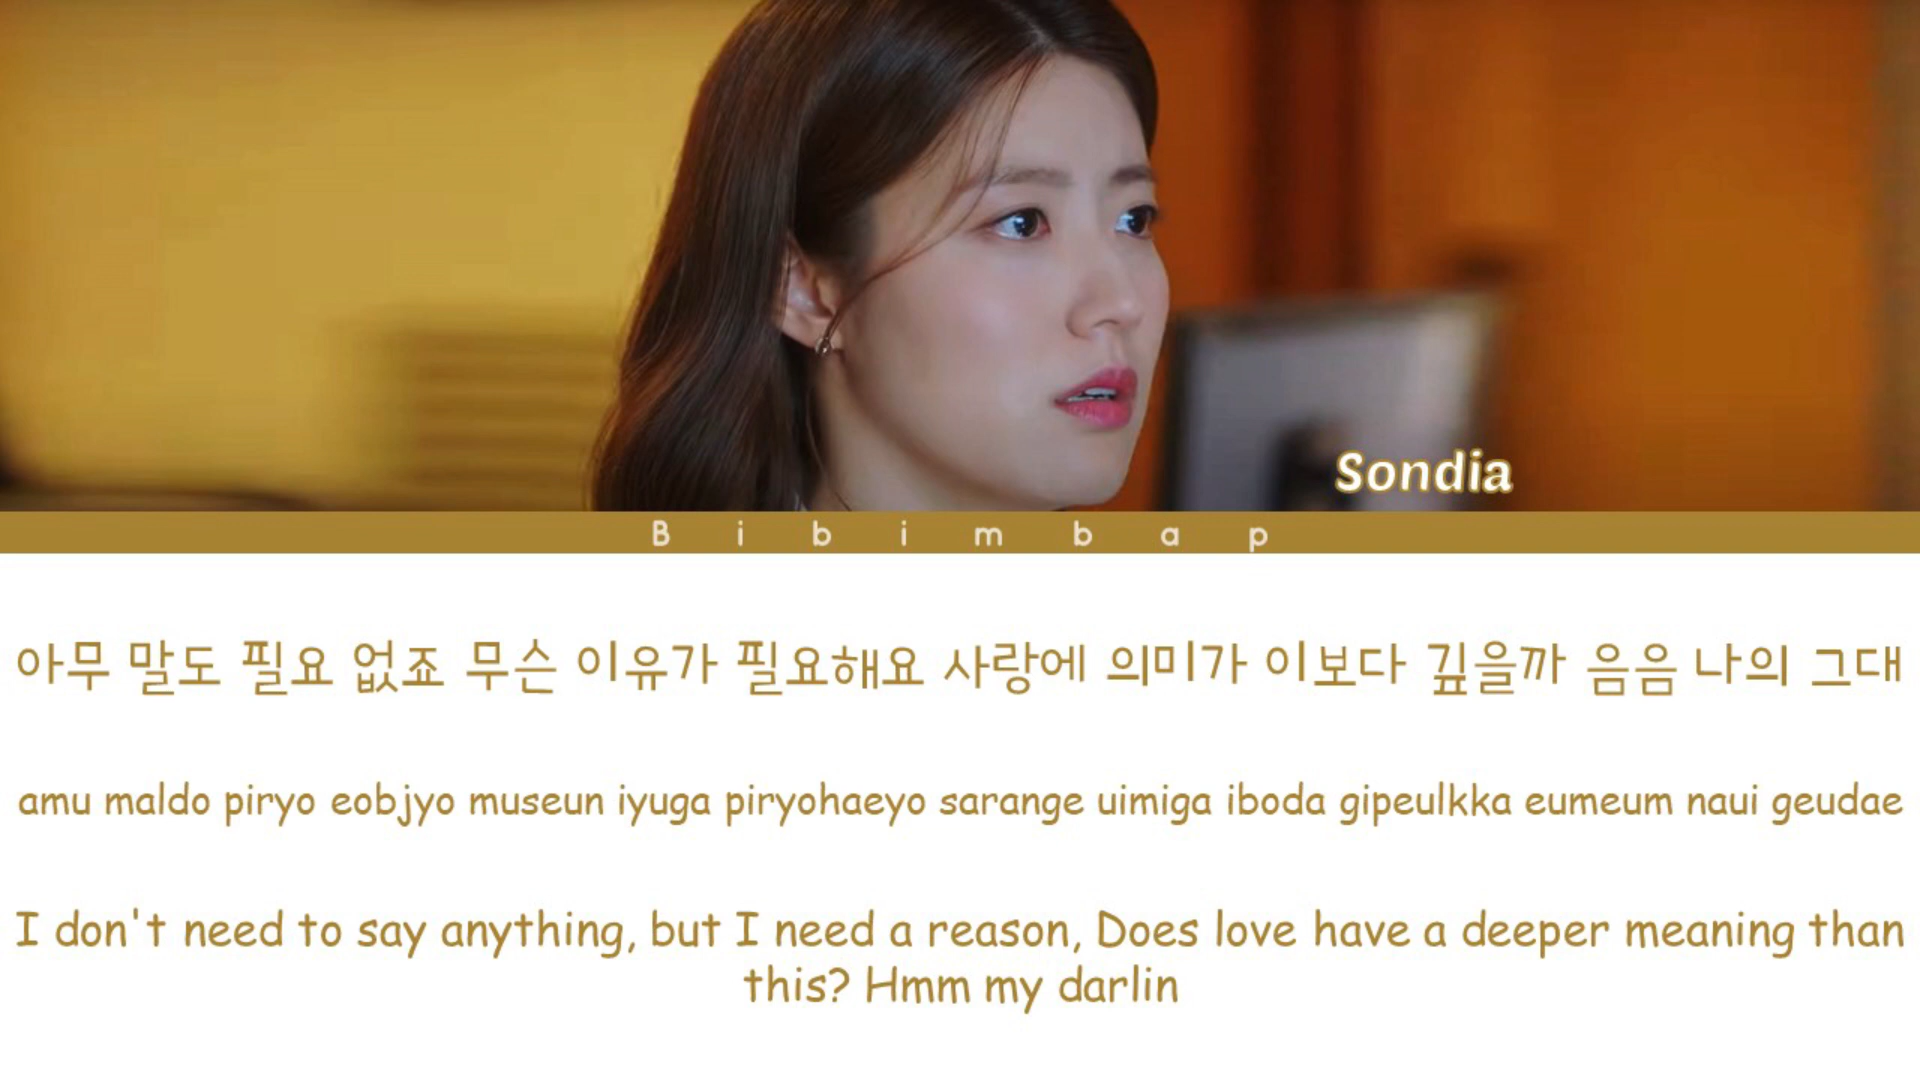 Sondia
Bibimbap
아무 말도 필요 없죠 무슨 이유가 필요해요 사랑에 의미가 이보다 깊을까 음음 나의 그대
amu maldo piryo eobjyo museun iyuga piryohaeyo sarange uimiga iboda gipeulkka eumeum naui geudae
I don't need to say anything, but I need a reason, Does love have a deeper meaning than
this? Hmm my darlin